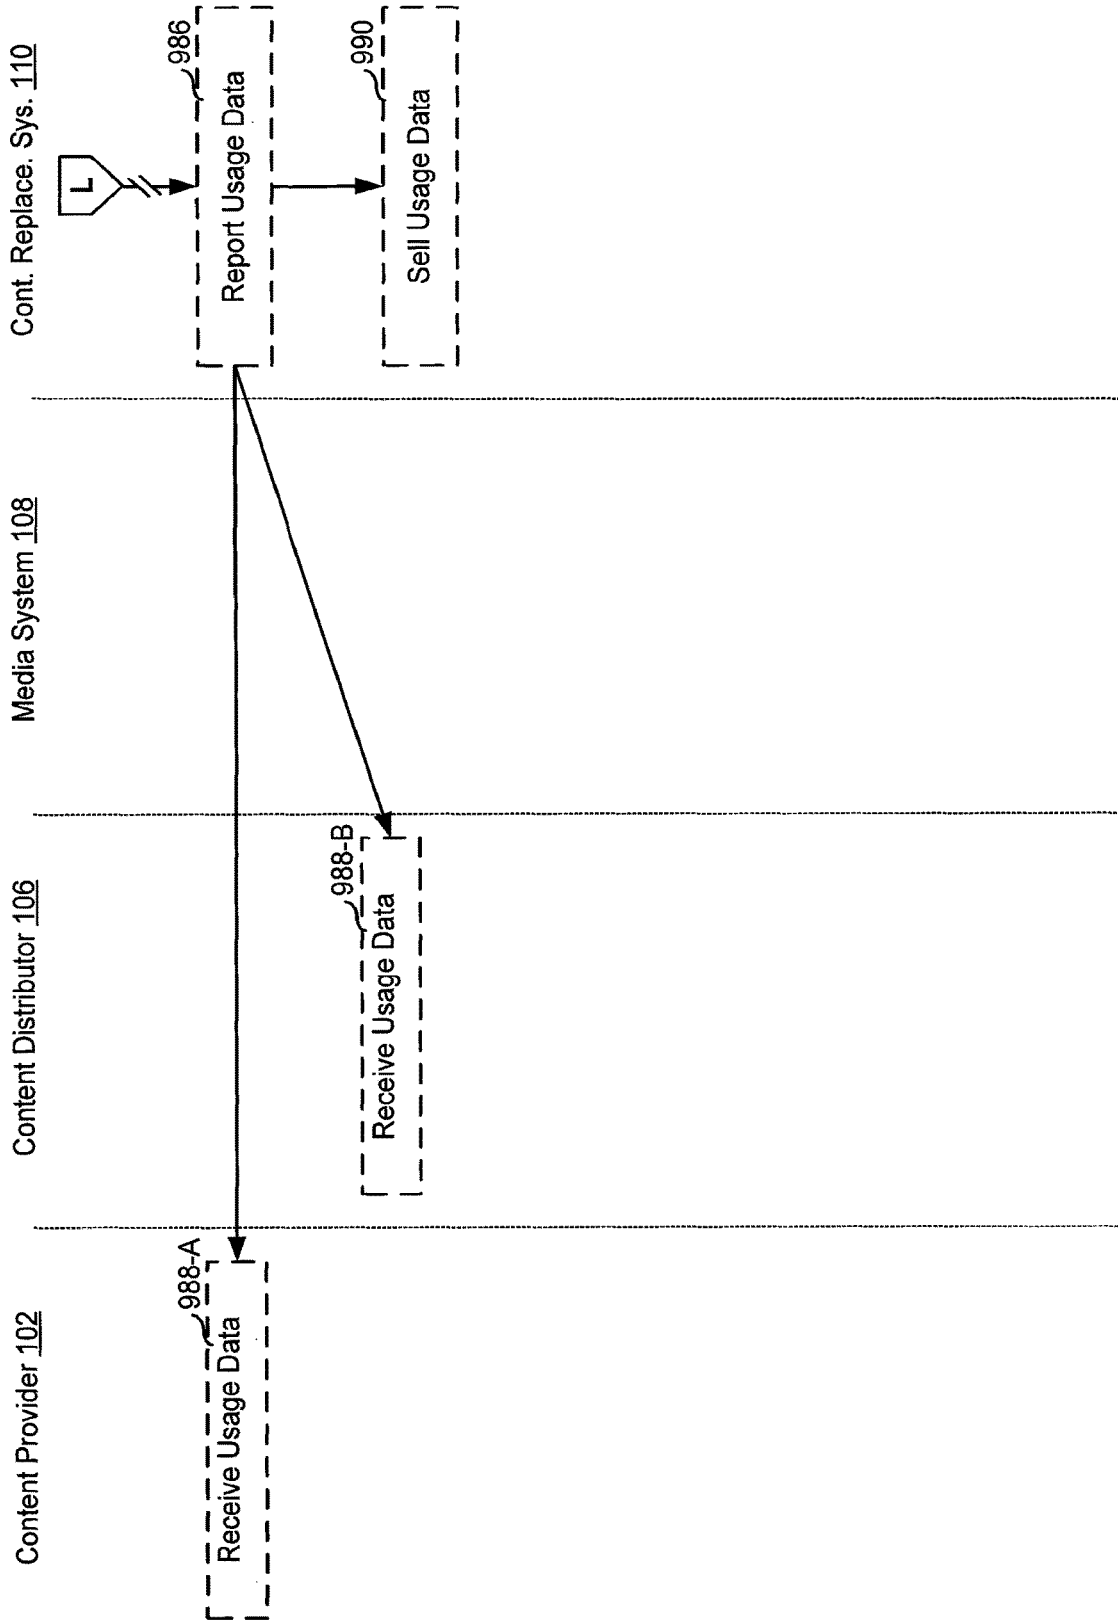 Content Provider 102
Content Distributor 106
Media System 108
Cont. Replace. Sys. 110
L
986
Report Usage Data
988-A
Receive Usage Data
988-B
Receive Usage Data
990
Sell Usage Data